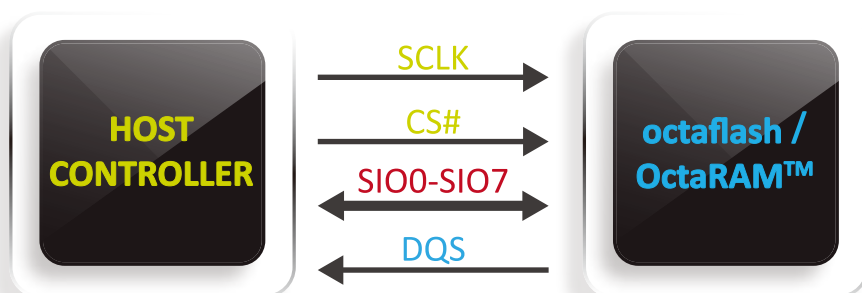 HOST
CONTROLLER
SCLK
CS#
SIO0-SIO7
DQS
octaflash /
OctaRAM™